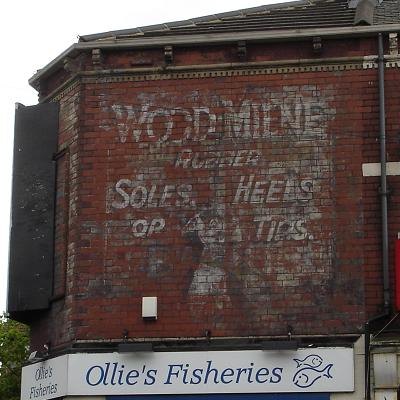 WOOD-MILNE
RUBBER
SOLES. HEELS
OR TIPS.
Ollie's Fisheries
Ollie's Fisheries